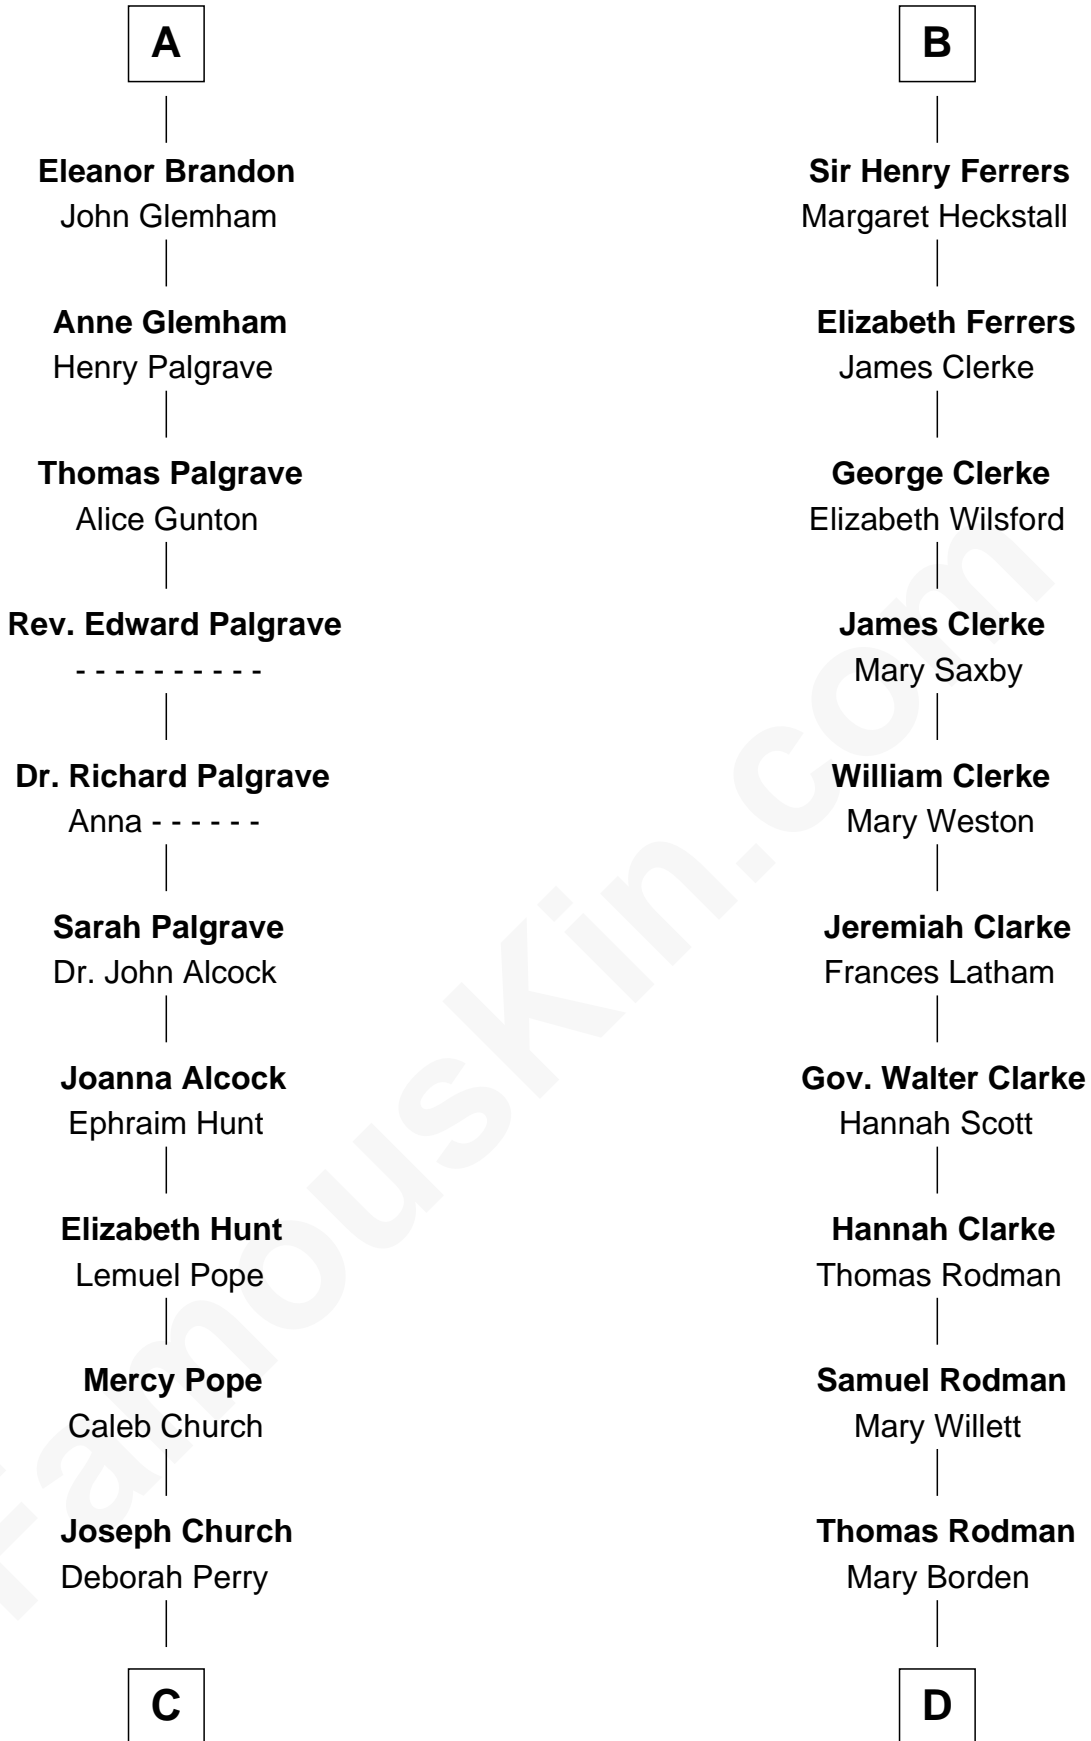 A
Eleanor Brandon
John Glemham
Anne Glemham
Henry Palgrave
Thomas Palgrave
Alice Gunton
Rev. Edward Palgrave
- - - - - - - - - -
Dr. Richard Palgrave
Anna - - - - - -
Sarah Palgrave
Dr. John Alcock
Joanna Alcock
Ephraim Hunt
Elizabeth Hunt
Lemuel Pope
Mercy Pope
Caleb Church
Joseph Church
Deborah Perry
C
B
Sir Henry Ferrers
Margaret Heckstall
Elizabeth Ferrers
James Clerke
George Clerke
Elizabeth Wilsford
James Clerke
Mary Saxby
William Clerke
Mary Weston
Jeremiah Clarke
Frances Latham
Gov. Walter Clarke
Hannah Scott
Hannah Clarke
Thomas Rodman
Samuel Rodman
Mary Willett
Thomas Rodman
Mary Borden
D
FamousKin.com